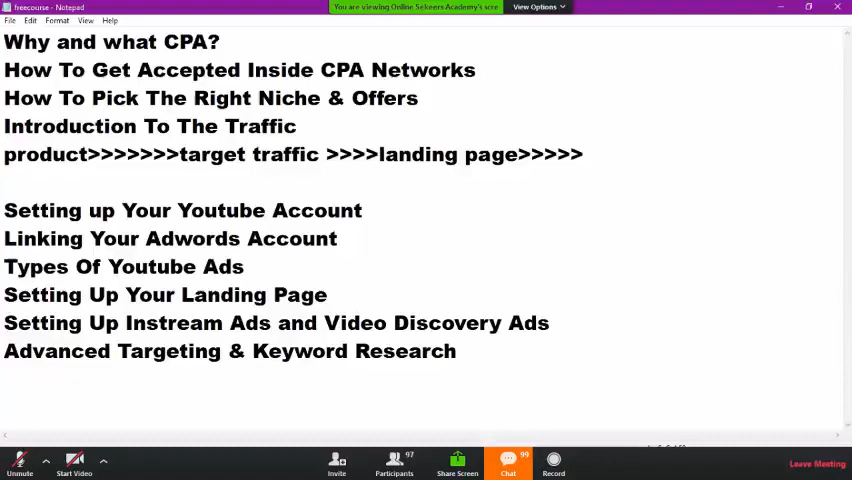 freecourse - Notepad
You are viewing Online Sekeers Academy's scre
View Options
File Edit Format View Help
Why and what CPA?
How To Get Accepted Inside CPA Networks
How To Pick The Right Niche & Offers
Introduction To The Traffic
product>>>>>>>target traffic >>>>landing page>>>>>
Setting up Your Youtube Account
Linking Your Adwords Account
Types Of Youtube Ads
Setting Up Your Landing Page
Setting Up Instream Ads and Video Discovery Ads
Advanced Targeting & Keyword Research
97
99
Unmute
Start Video
Invite
Participants
Share Screen
Chat
Record
Leave Meeting